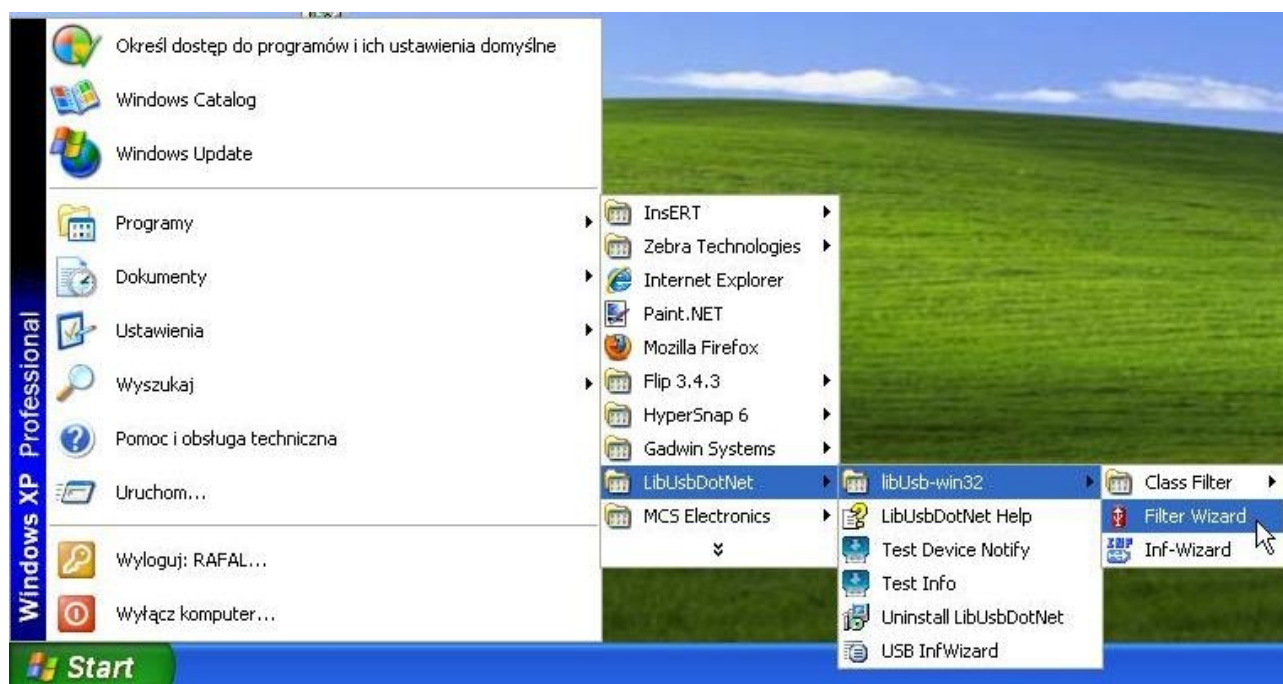 Określ dostęp do programów i ich ustawienia domyślne
Windows Catalog
Windows Update
Programy
Dokumenty
Ustawienia
Wyszukaj
Pomoc i obsługa techniczna
Uruchom...
Wyloguj: RAFAL...
Wyłącz komputer...
Windows XP Professional
Start
InsERT
Zebra Technologies
Internet Explorer
Paint.NET
Mozilla Firefox
Flip 3.4.3
HyperSnap 6
Gadwin Systems
LibUsbDotNet
MCS Electronics
libUsb-win32
LibUsbDotNet Help
Test Device Notify
Test Info
Uninstall LibUsbDotNet
USB InfWizard
Class Filter
Filter Wizard
Inf-Wizard